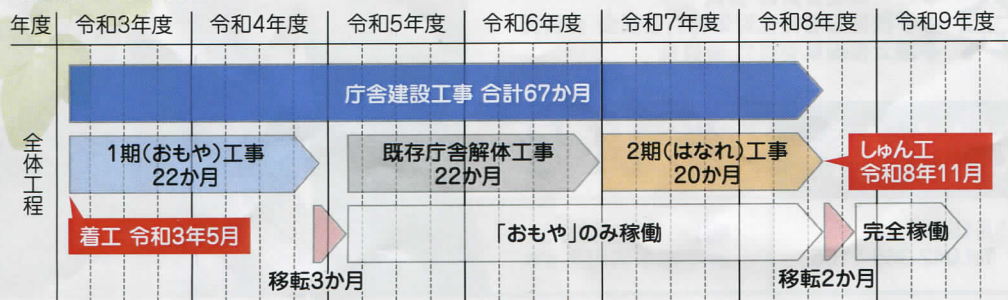 年度 令和3年度 令和4年度 令和5年度 令和6年度 令和7年度 令和8年度 令和9年度
庁舎建設工事 合計67か月
全体工程
1期(おもや)工事
22か月
既存庁舎解体工事
22か月
2期(はなれ)工事
20か月
しゅん工
令和8年11月
着工 令和3年5月
「おもや」のみ稼働
完全稼働
移転3か月
移転2か月